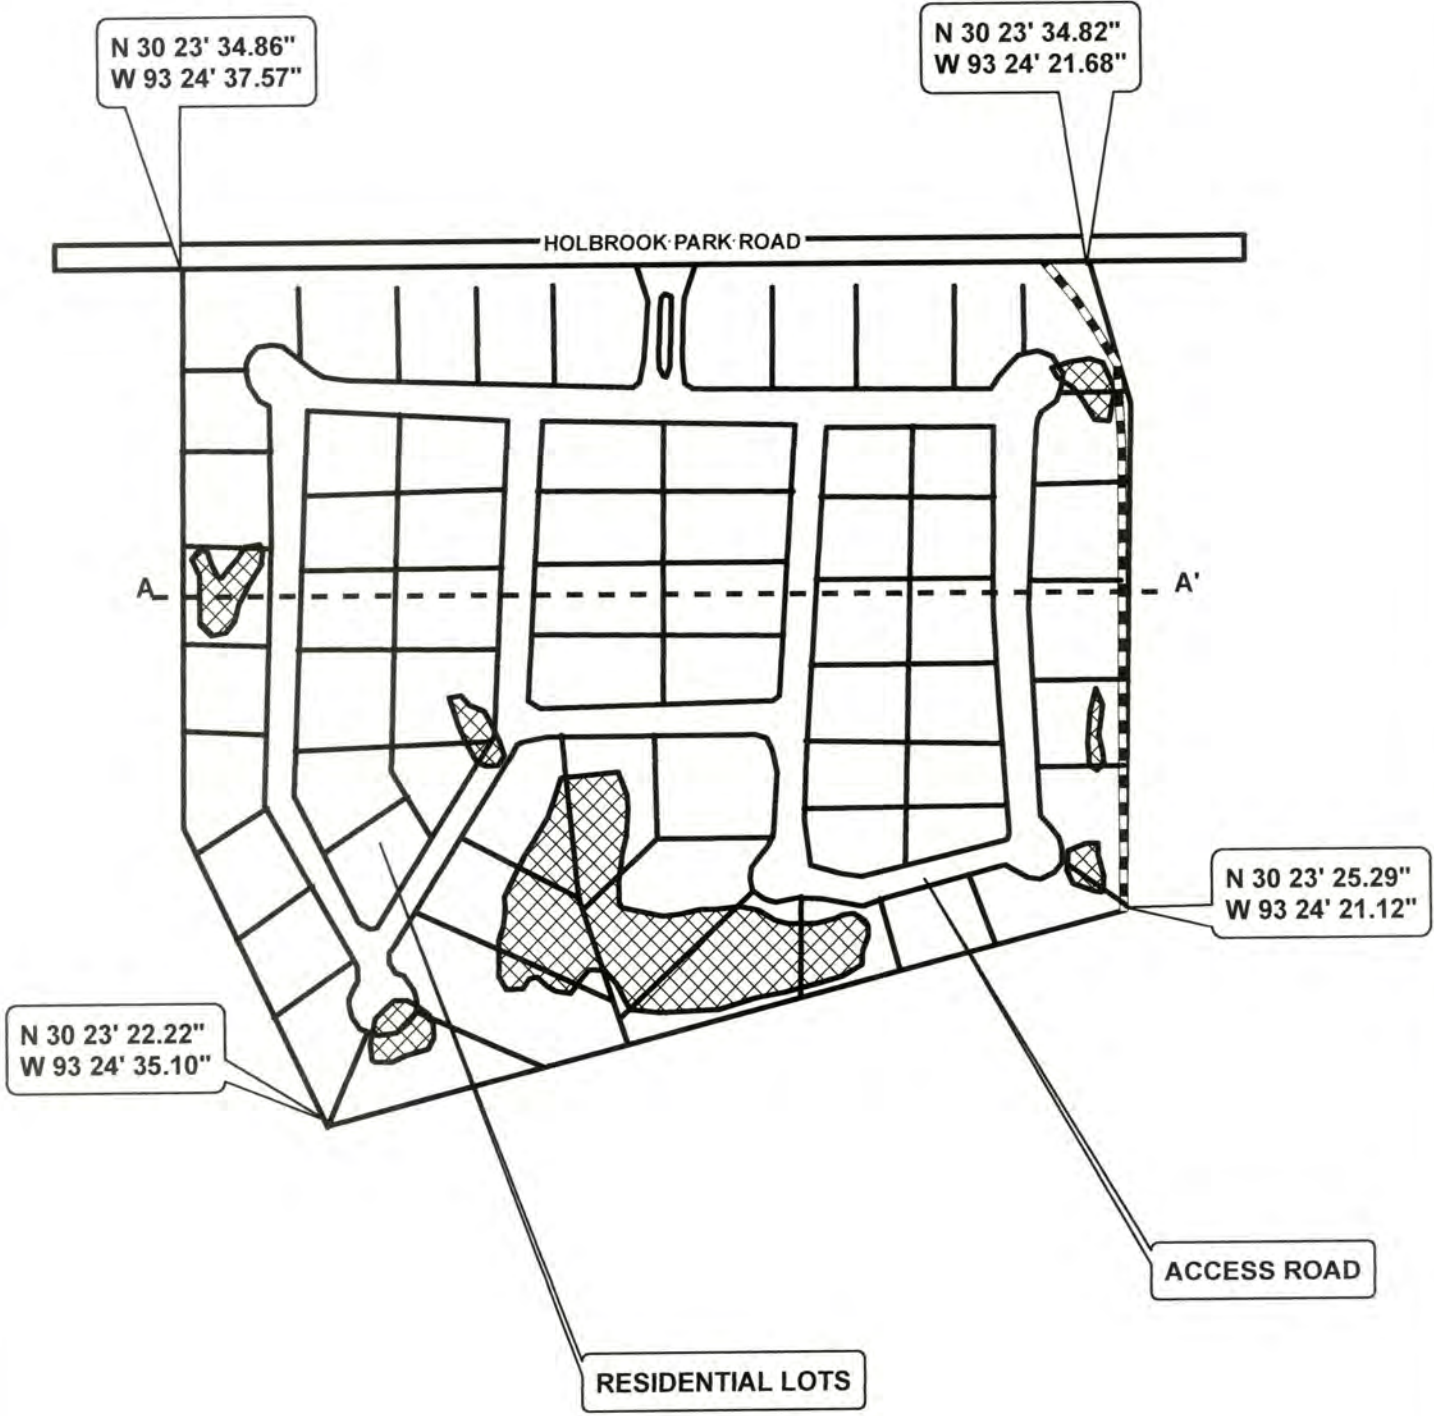 N 30 23' 34.86"
W 93 24' 37.57"
N 30 23' 34.82"
W 93 24' 21.68"
HOLBROOK PARK ROAD
A
A'
N 30 23' 25.29"
W 93 24' 21.12"
N 30 23' 22.22"
W 93 24' 35.10"
ACCESS ROAD
RESIDENTIAL LOTS